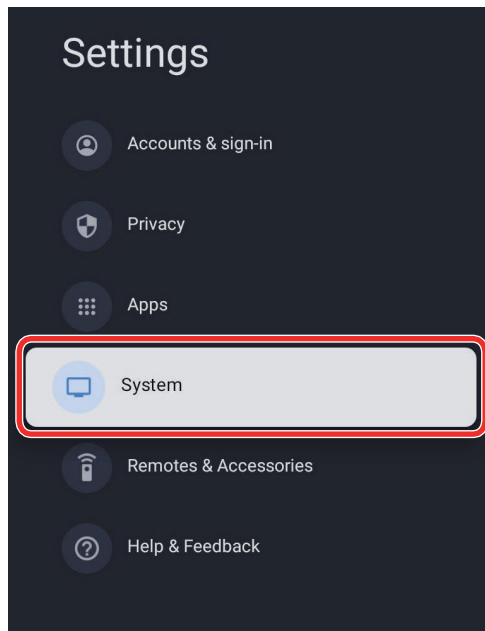 Settings
Accounts & sign-in
Privacy
Apps
System
Remotes & Accessories
Help & Feedback